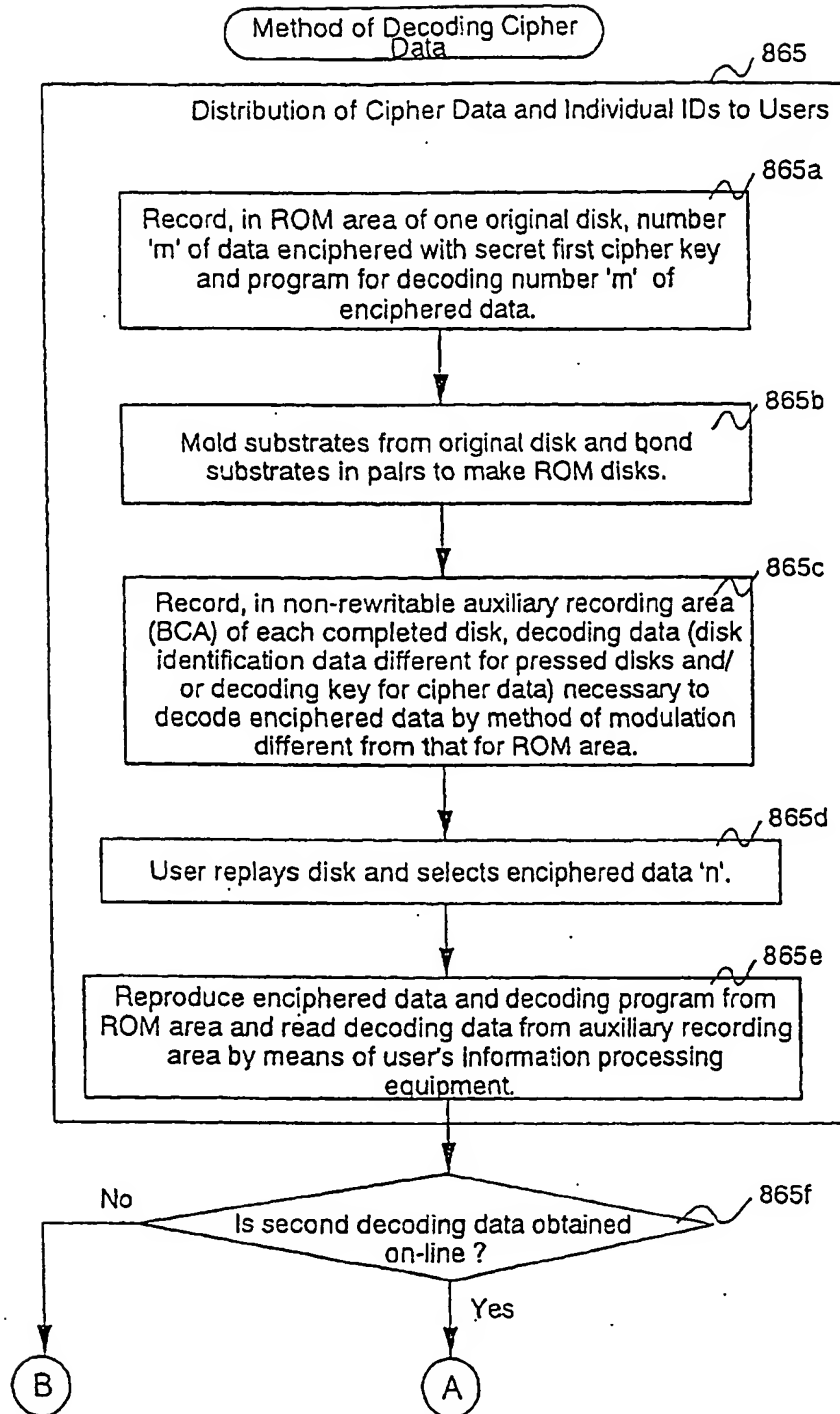 Method of Decoding Cipher
Data
865
Distribution of Cipher Data and Individual IDs to Users
865a
Record, in ROM area of one original disk, number
'm' of data enciphered with secret first cipher key
and program for decoding number 'm' of
enciphered data.
865b
Mold substrates from original disk and bond
substrates in pairs to make ROM disks.
865c
Record, in non-rewritable auxiliary recording area
(BCA) of each completed disk, decoding data (disk
identification data different for pressed disks and/
or decoding key for cipher data) necessary to
decode enciphered data by method of modulation
different from that for ROM area.
865d
User replays disk and selects enciphered data 'n'.
865e
Reproduce enciphered data and decoding program from
ROM area and read decoding data from auxiliary recording
area by means of user's information processing
equipment.
No
865f
Is second decoding data obtained
on-line ?
Yes
B
A